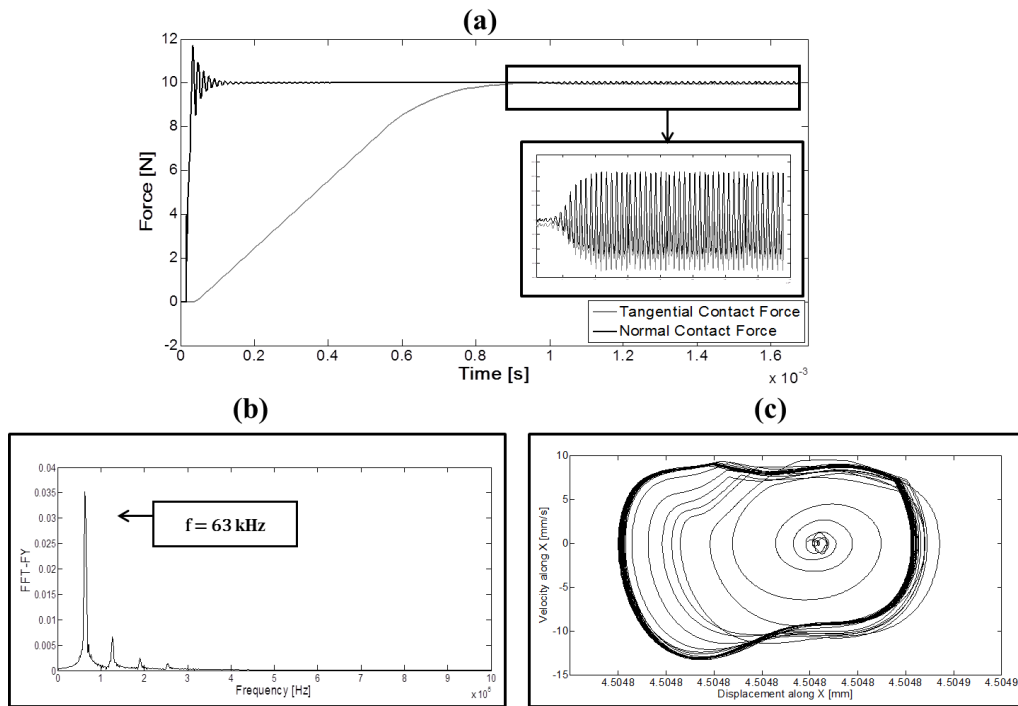 (a)
12
10
8
6
4
2
0
-2
Force [N]
0 0.2 0.4 0.6 0.8 1 1.2 1.4 1.6
Time [s]
x 10⁻³
Tangential Contact Force
Normal Contact Force
(b)
0.04
0.035
0.03
0.025
0.02
0.015
0.01
0.005
0
FFT-FY
f = 63 kHz
0 1 2 3 4 5 6 7 8 9 10
Frequency [Hz]
x 10⁵
(c)
10
5
0
-5
-10
-15
Velocity along X [mm/s]
4.5048 4.5048 4.5048 4.5048 4.5048 4.5048 4.5049 4.5049
Displacement along X [mm]